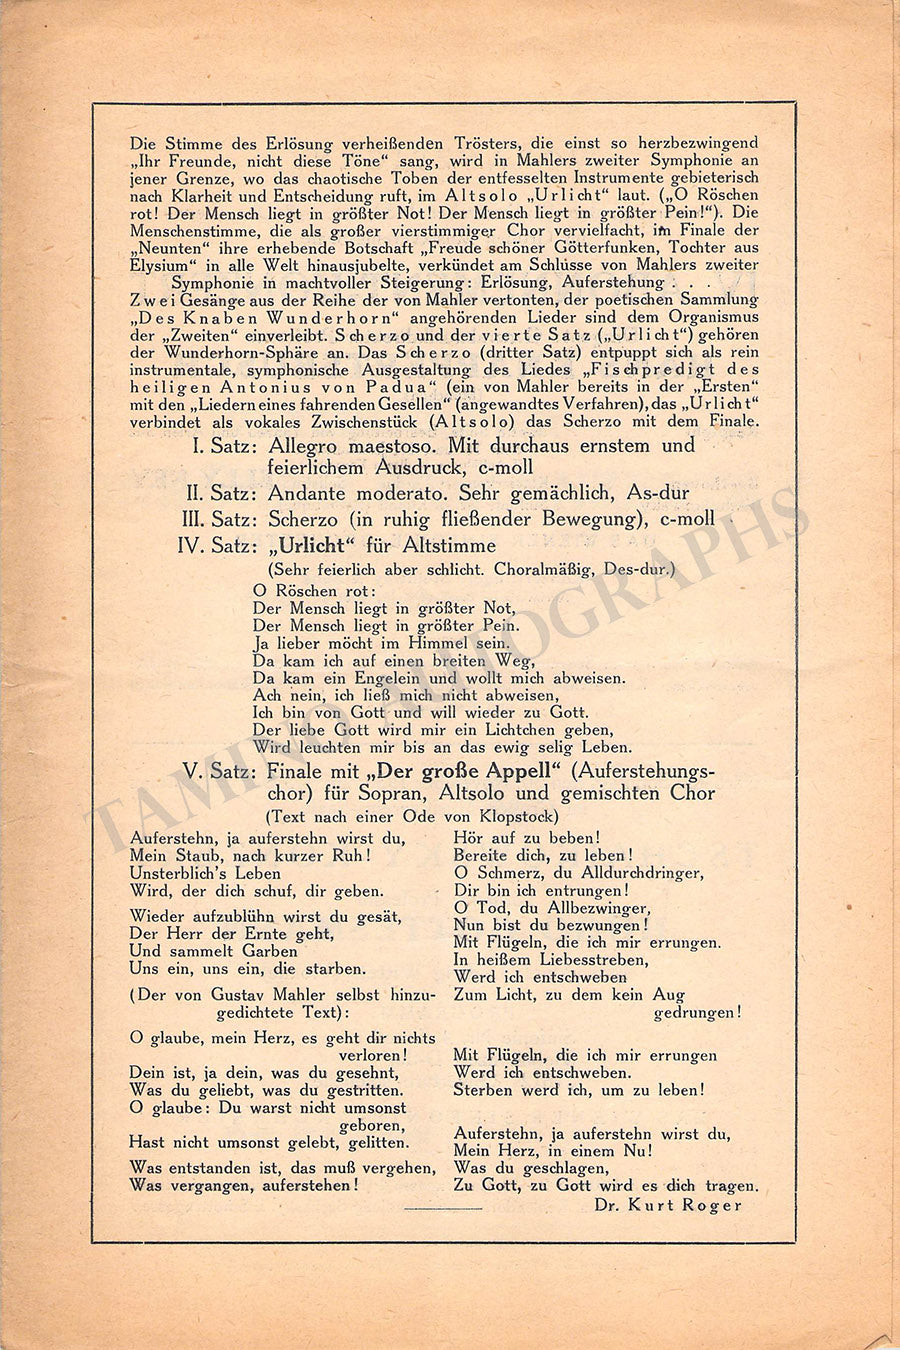 Die Stimme des Erlösung verheißenden Trösters, die einst so herzbezwingend
„Ihr Freunde, nicht diese Töne“ sang, wird in Mahlers zweiter Symphonie an
jener Grenze, wo das chaotische Toben der entfesselten Instrumente gebieterisch
nach Klarheit und Entscheidung ruft, im Altsolo „Urlicht“ laut. („O Röschen
rot! Der Mensch liegt in größter Not! Der Mensch liegt in größter Pein!“). Die
Menschenstimme, die als großer vierstimmiger Chor vervielfacht, im Finale der
„Neunten“ ihre erhebende Botschaft „Freude schöner Götterfunken, Tochter aus
Elysium“ in alle Welt hinausjubelte, verkündet am Schlusse von Mahlers zweiter
Symphonie in machtvoller Steigerung: Erlösung, Auferstehung . . .
Zwei Gesänge aus der Reihe der von Mahler vertonten, der poetischen Sammlung
„Des Knaben Wunderhorn“ angehörenden Lieder sind dem Organismus
der „Zweiten“ einverleibt. Scherzo und der vierte Satz („Urlicht“) gehören
der Wunderhorn-Sphäre an. Das Scherzo (dritter Satz) entpuppt sich als rein
instrumentale, symphonische Ausgestaltung des Liedes „Fischpredigt des
heiligen Antonius von Padua“ (ein von Mahler bereits in der „Ersten“
mit den „Liedern eines fahrenden Gesellen“ (angewandtes Verfahren), das „Urlicht“
verbindet als vokales Zwischenstück (Altsolo) das Scherzo mit dem Finale.
I. Satz: Allegro maestoso. Mit durchaus ernstem und
feierlichem Ausdruck, c-moll
II. Satz: Andante moderato. Sehr gemächlich, As-dur
III. Satz: Scherzo (in ruhig fließender Bewegung), c-moll
IV. Satz: „Urlicht“ für Altstimme
(Sehr feierlich aber schlicht. Choralmäßig, Des-dur.)
O Röschen rot:
Der Mensch liegt in größter Not,
Der Mensch liegt in größter Pein.
Ja lieber möcht im Himmel sein.
Da kam ich auf einen breiten Weg,
Da kam ein Engelein und wollt mich abweisen.
Ach nein, ich ließ mich nicht abweisen,
Ich bin von Gott und will wieder zu Gott.
Der liebe Gott wird mir ein Lichtchen geben,
Wird leuchten mir bis an das ewig selig Leben.
V. Satz: Finale mit „Der große Appell“ (Auferstehungs-
chor) für Sopran, Altsolo und gemischten Chor
(Text nach einer Ode von Klopstock)
Auferstehn, ja auferstehn wirst du,
Mein Staub, nach kurzer Ruh!
Unsterblich's Leben
Wird, der dich schuf, dir geben.
Wieder aufzublühn wirst du gesät,
Der Herr der Ernte geht,
Und sammelt Garben
Uns ein, uns ein, die starben.
(Der von Gustav Mahler selbst hinzu-
gedichtete Text):
O glaube, mein Herz, es geht dir nichts
verloren!
Dein ist, ja dein, was du gesehnt,
Was du geliebt, was du gestritten.
O glaube: Du warst nicht umsonst
geboren,
Hast nicht umsonst gelebt, gelitten.
Was entstanden ist, das muß vergehen,
Was vergangen, auferstehen!
Hör auf zu beben!
Bereite dich, zu leben!
O Schmerz, du Alldurchdringer,
Dir bin ich entrungen!
O Tod, du Allbezwinger,
Nun bist du bezwungen!
Mit Flügeln, die ich mir errungen.
In heißem Liebesstreben,
Werd ich entschweben
Zum Licht, zu dem kein Aug
gedrungen!
Mit Flügeln, die ich mir errungen
Werd ich entschweben.
Sterben werd ich, um zu leben!
Auferstehn, ja auferstehn wirst du,
Mein Herz, in einem Nu!
Was du geschlagen,
Zu Gott, zu Gott wird es dich tragen.
Dr. Kurt Roger
TAMINO AUTOGRAPHS